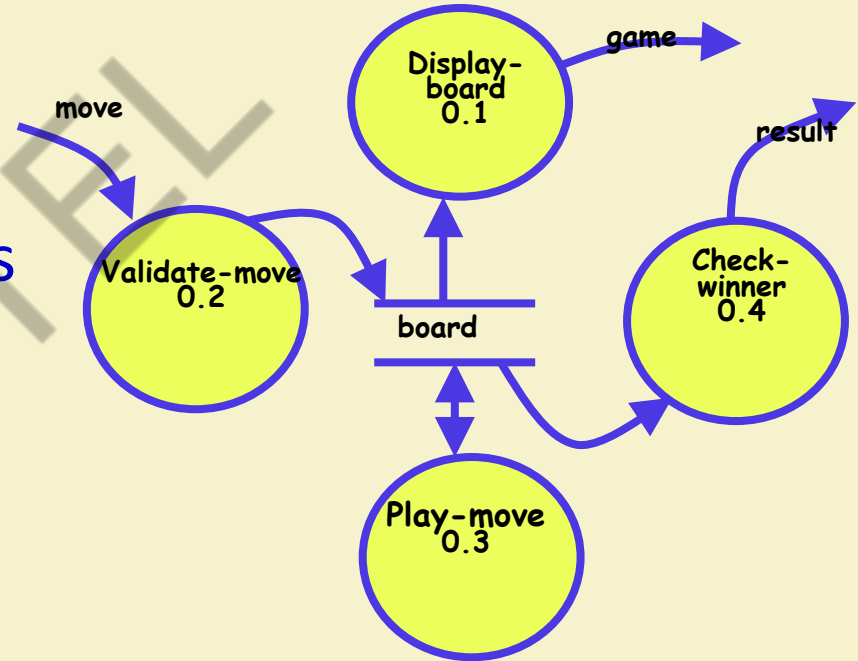 game
Display-
board
0.1
move
result
s
Validate-move
0.2
Check-
winner
0.4
board
Play-move
0.3